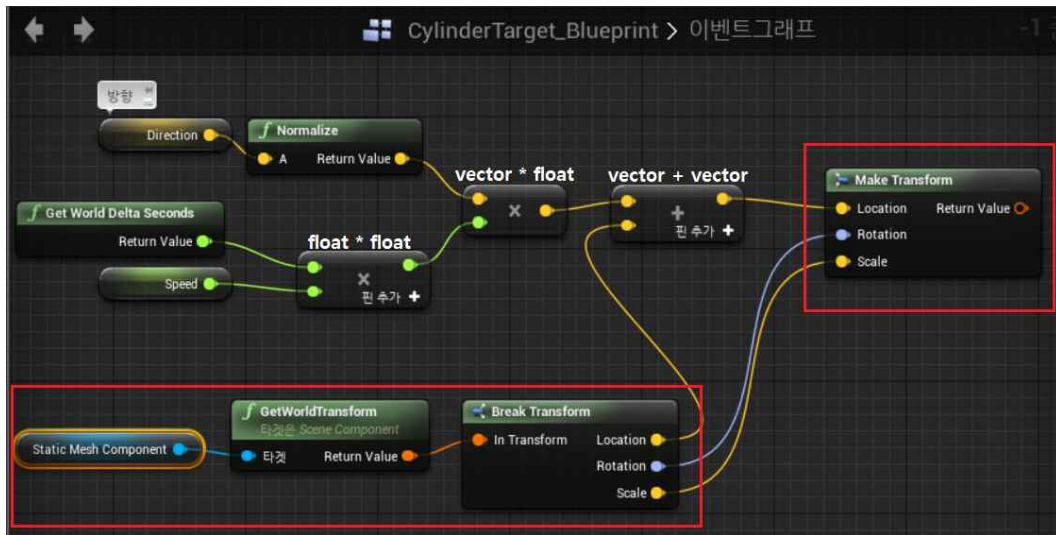 CylinderTarget_Blueprint > 이벤트그래프
-1
방향
Direction
f Normalize
A Return Value
vector * float
vector + vector
Make Transform
Location Return Value
Rotation
Scale
f Get World Delta Seconds
Return Value
Speed
float * float
×
핀 추가 +
×
+
핀 추가 +
f GetWorldTransform
타겟은 Scene Component
타겟 Return Value
Static Mesh Component
Break Transform
In Transform Location
Rotation
Scale